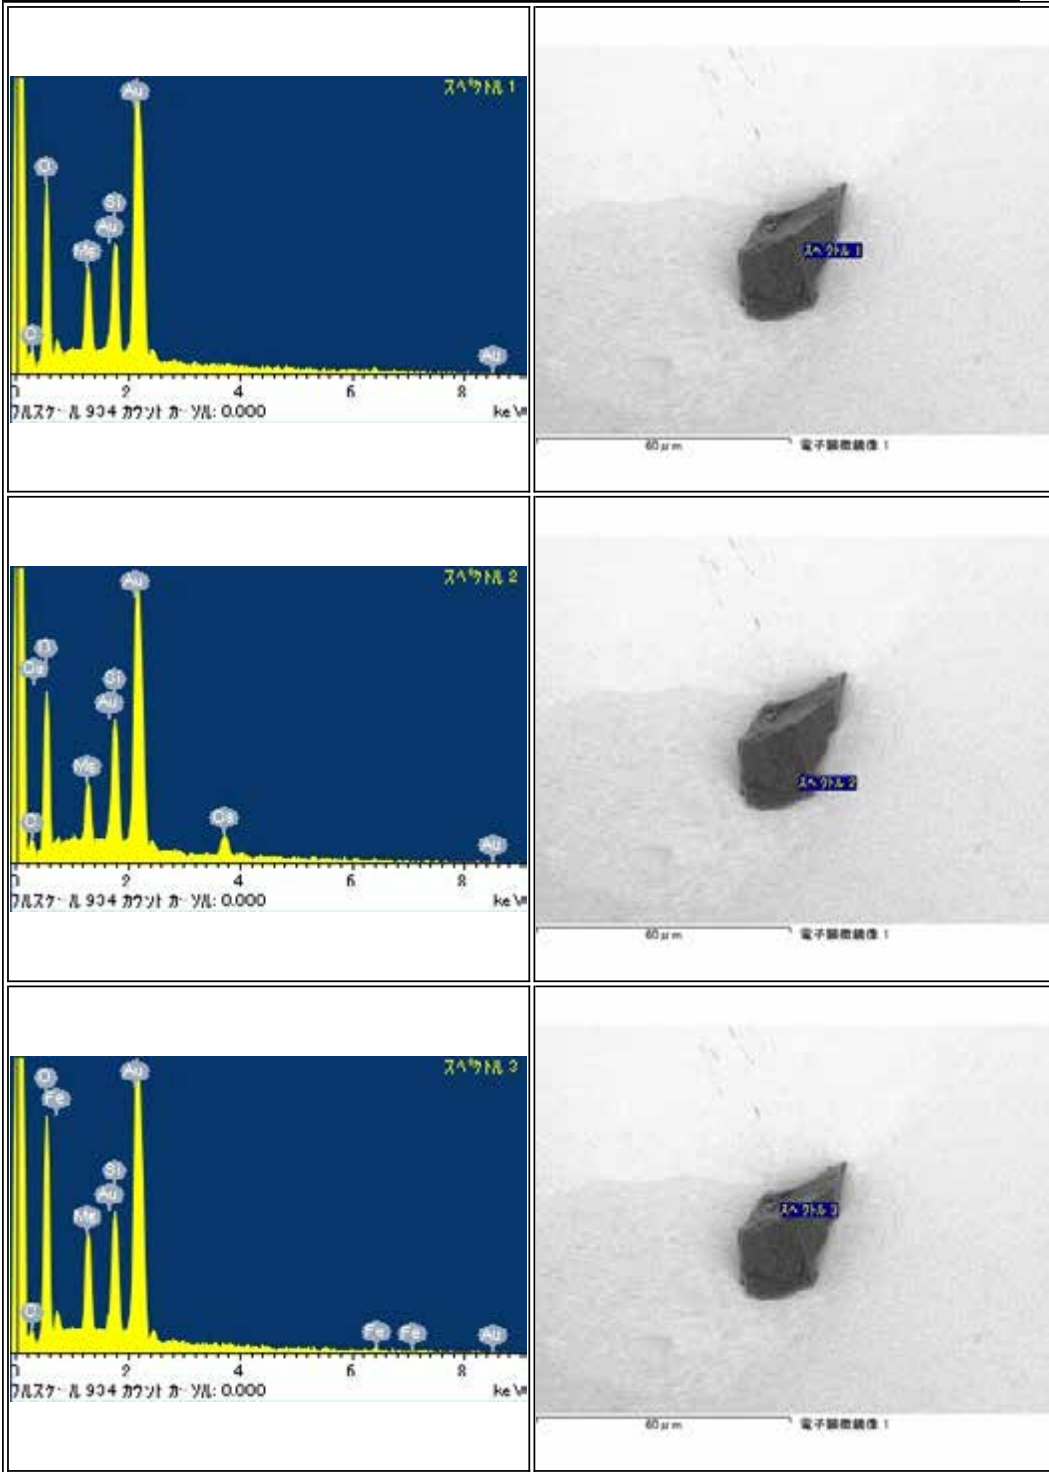 スペクトル 1
Au
O
Si
Au
Mg
C
Au
0 2 4 6 8
フルスケール 934 カウント カーソル: 0.000 keV
スペクトル 1
60μm 電子顕微鏡像 1
スペクトル 2
Au
O
Ca
Si
Au
Mg
Ca
C
Au
0 2 4 6 8
フルスケール 934 カウント カーソル: 0.000 keV
スペクトル 2
60μm 電子顕微鏡像 1
スペクトル 3
Au
O
Fe
Si
Au
Mg
C
Fe Fe Au
0 2 4 6 8
フルスケール 934 カウント カーソル: 0.000 keV
スペクトル 3
60μm 電子顕微鏡像 1